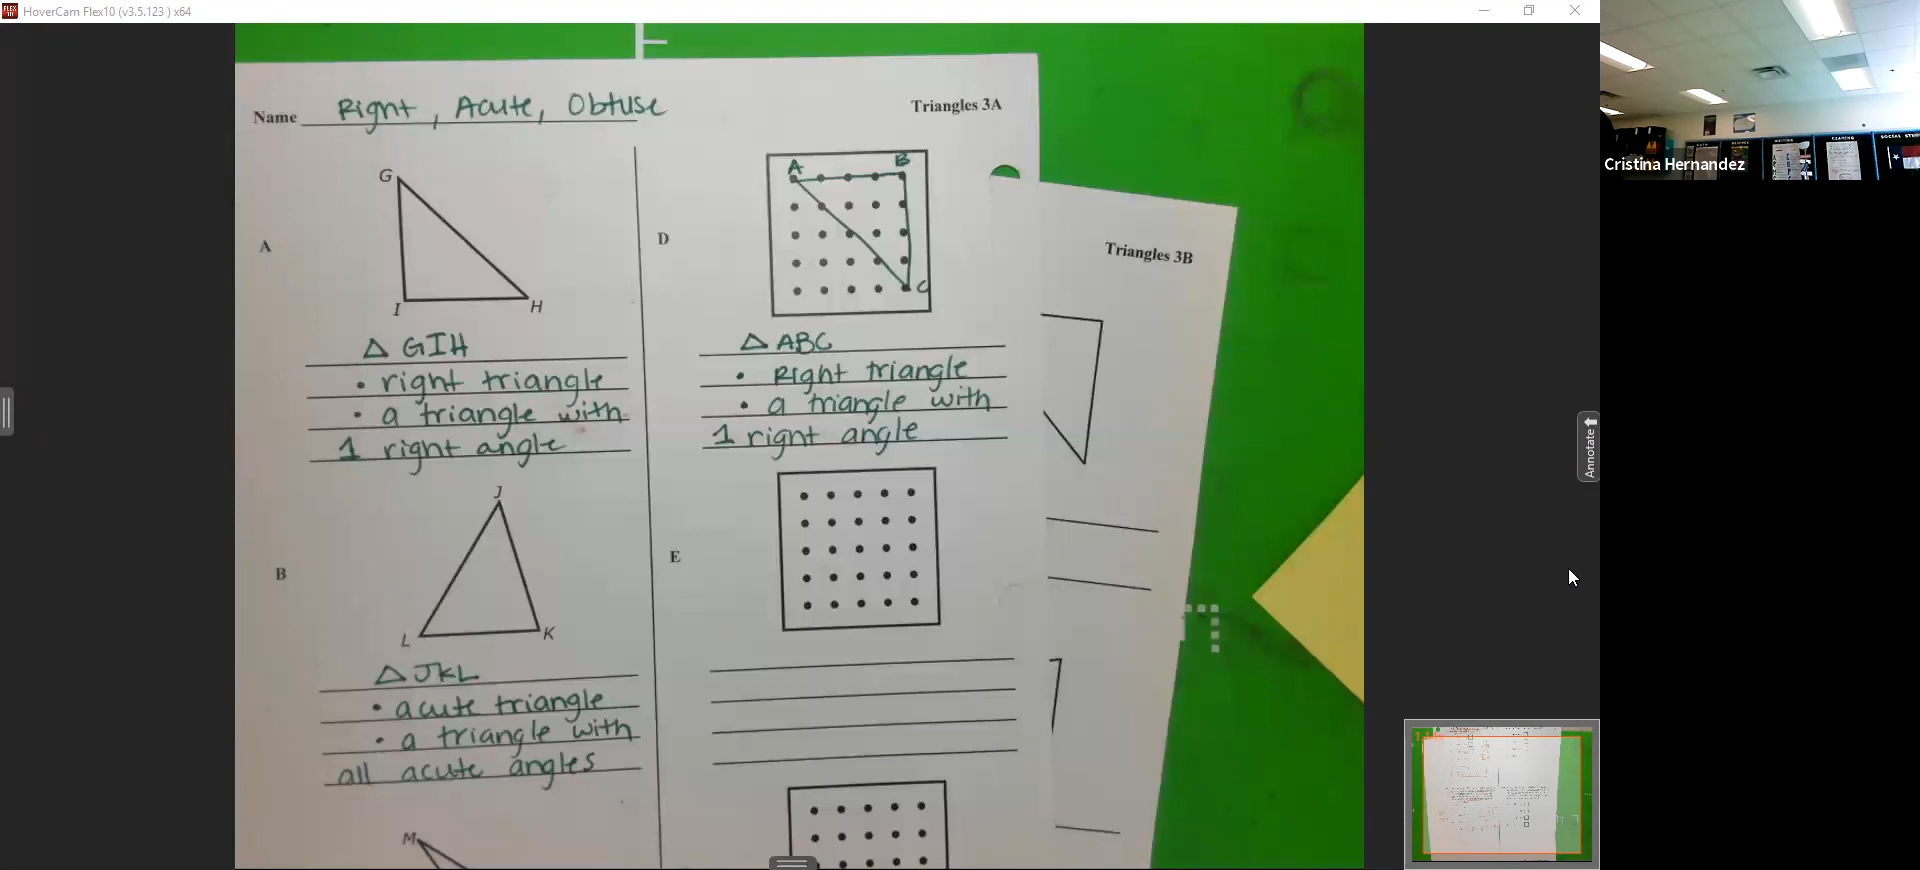 HoverCam Flex10 (v3.5.123 ) x64
Name Right, Acute, Obtuse
Triangles 3A
G
A
I
H
△ GIH
• right triangle
• a triangle with
1 right angle
J
B
L
K
△ JKL
• acute triangle
• a triangle with
all acute angles
M
A
B
D
C
△ ABC
• Right triangle
• a triangle with
1 right angle
E
Triangles 3B
Annotate
Cristina Hernandez